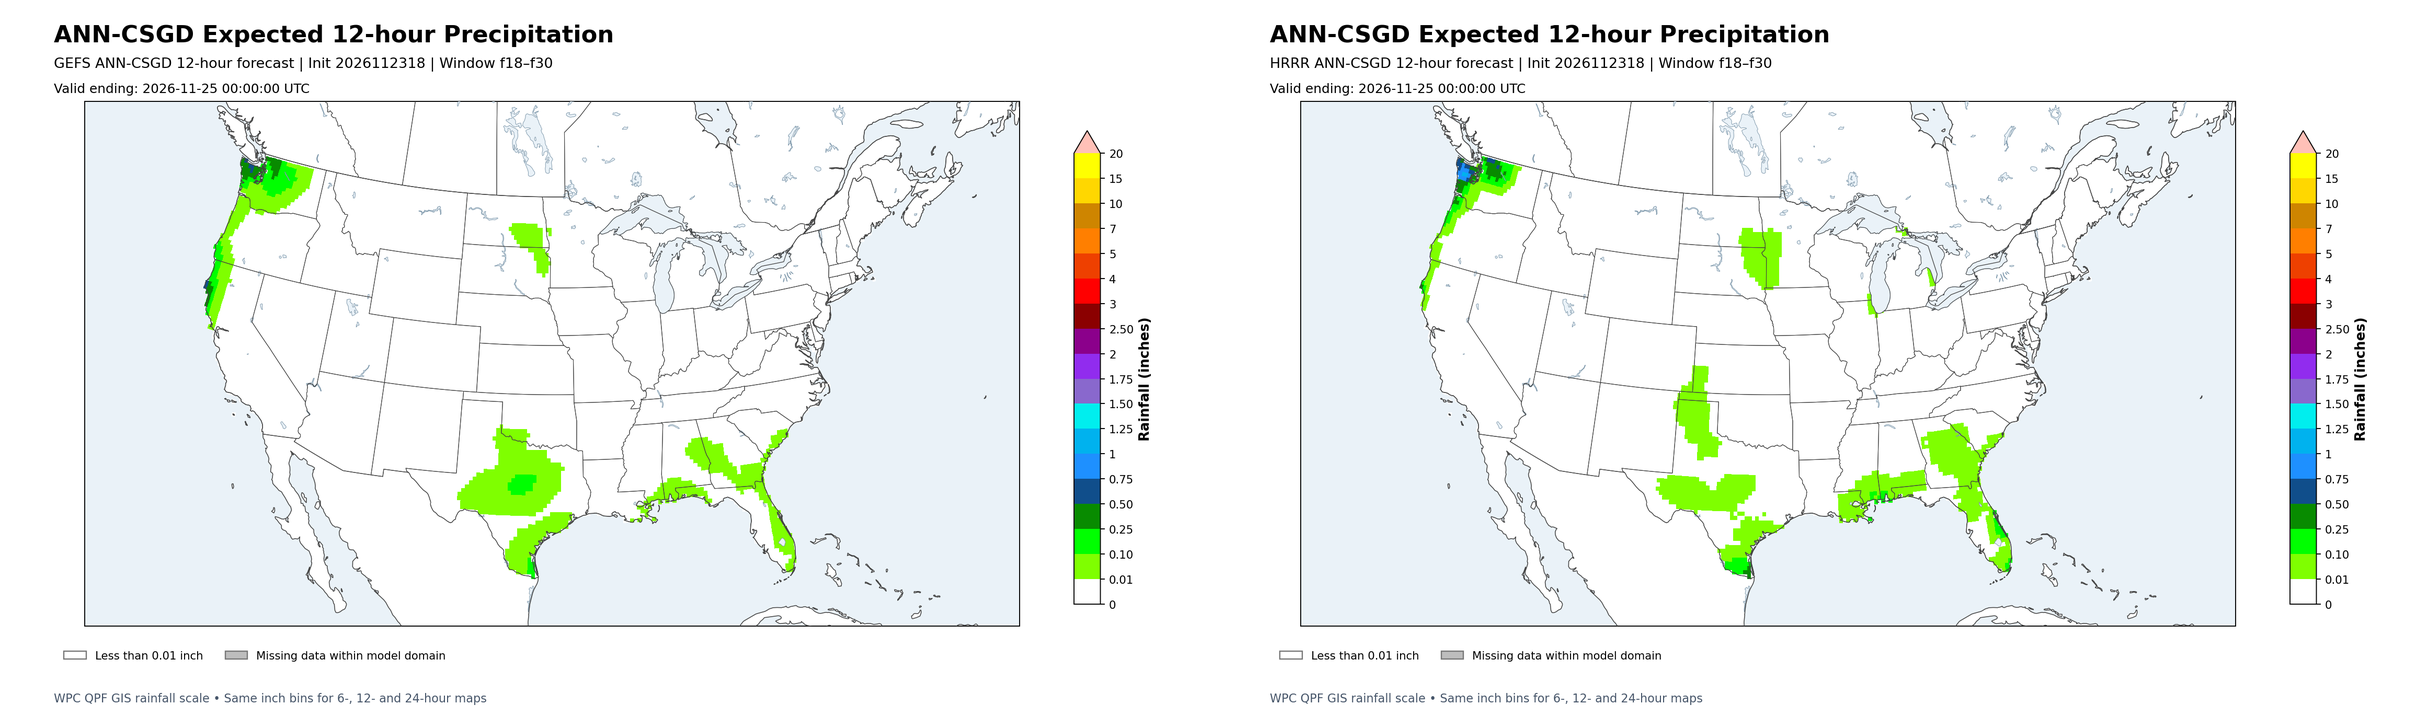 ANN-CSGD Expected 12-hour Precipitation
GEFS ANN-CSGD 12-hour forecast | Init 2026112318 | Window f18–f30
Valid ending: 2026-11-25 00:00:00 UTC
20
15
10
7
5
4
3
2.50
2
1.75
1.50
1.25
1
0.75
0.50
0.25
0.10
0.01
0
Rainfall (inches)
Less than 0.01 inch
Missing data within model domain
WPC QPF GIS rainfall scale • Same inch bins for 6-, 12- and 24-hour maps
ANN-CSGD Expected 12-hour Precipitation
HRRR ANN-CSGD 12-hour forecast | Init 2026112318 | Window f18–f30
Valid ending: 2026-11-25 00:00:00 UTC
20
15
10
7
5
4
3
2.50
2
1.75
1.50
1.25
1
0.75
0.50
0.25
0.10
0.01
0
Rainfall (inches)
Less than 0.01 inch
Missing data within model domain
WPC QPF GIS rainfall scale • Same inch bins for 6-, 12- and 24-hour maps